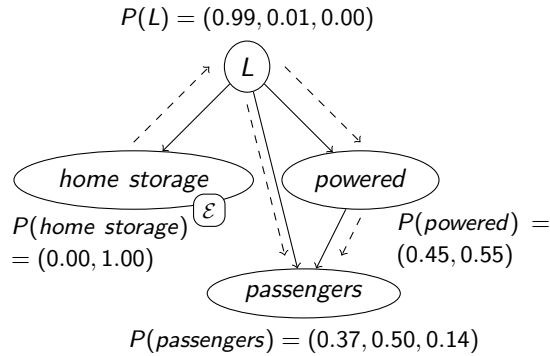 P(L) = (0.99, 0.01, 0.00)
L
home storage
powered
ℰ
P(home storage)
= (0.00, 1.00)
P(powered) =
(0.45, 0.55)
passengers
P(passengers) = (0.37, 0.50, 0.14)